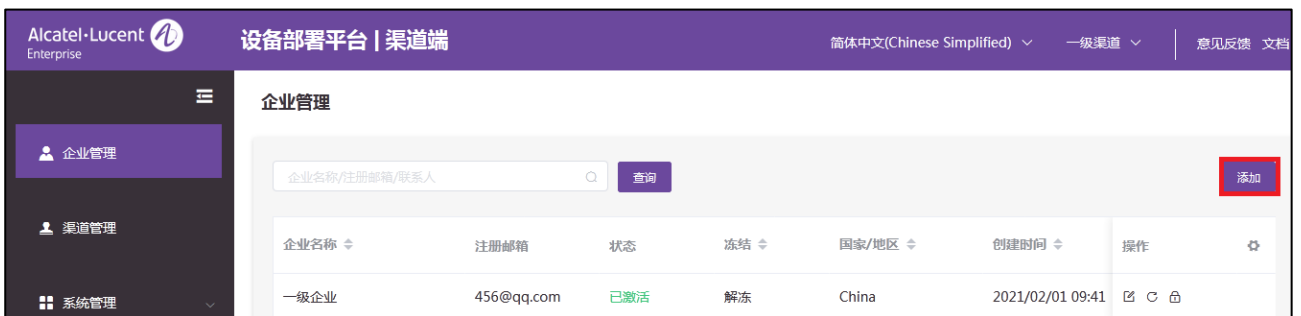 Alcatel·Lucent Enterprise
设备部署平台 | 渠道端
简体中文(Chinese Simplified)
一级渠道
意见反馈 文档
企业管理
企业管理
渠道管理
系统管理
企业名称/注册邮箱/联系人
查询
添加
企业名称 注册邮箱 状态 冻结 国家/地区 创建时间 操作
一级企业 456@qq.com 已激活 解冻 China 2021/02/01 09:41